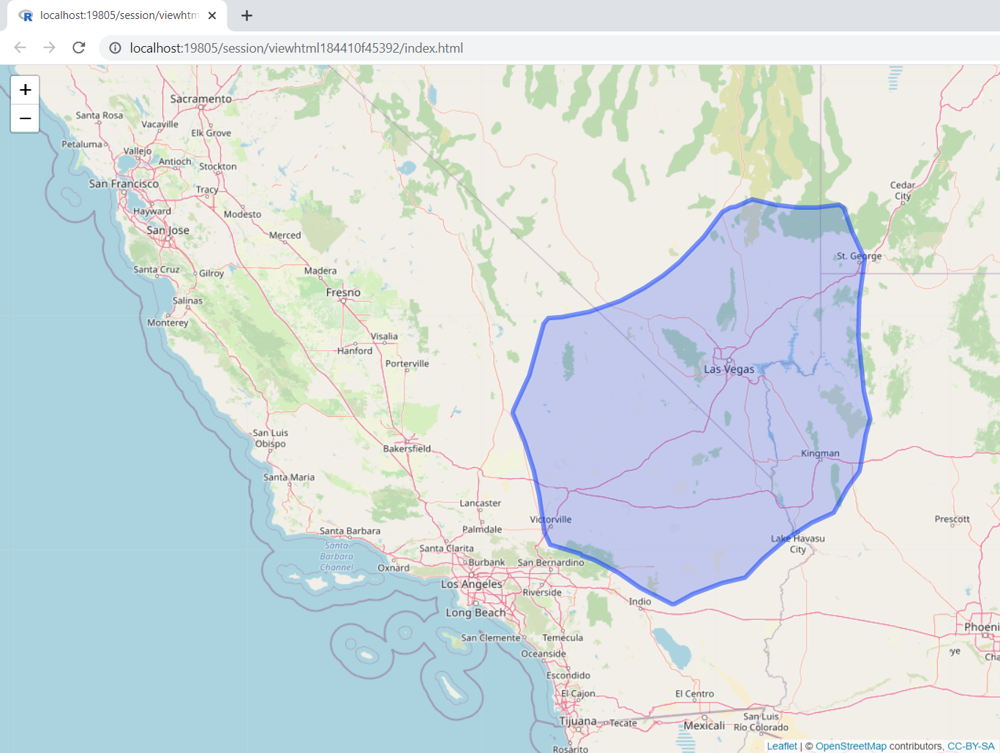 localhost:19805/session/viewhtm
localhost:19805/session/viewhtml184410f45392/index.html
+
−
Sacramento
Santa Rosa
Vacaville
Elk Grove
Petaluma
Vallejo
Antioch
Stockton
San Francisco
Tracy
Hayward
Modesto
San Jose
Merced
Santa Cruz
Gilroy
Madera
Salinas
Fresno
Monterey
Visalia
Hanford
Porterville
San Luis
Obispo
Bakersfield
Santa Maria
Lancaster
Palmdale
Victorville
Santa Barbara
Santa
Barbara
Channel
Santa Clarita
Oxnard
Burbank
San Bernardino
Los Angeles
Riverside
Long Beach
Indio
San Clemente
Temecula
Oceanside
Escondido
El Cajon
El Centro
Tijuana
Tecate
Mexicali
San Luis
Río Colorado
Rosarito
Cedar
City
St. George
Las Vegas
Kingman
Lake Havasu
City
Prescott
Phoeni
ye
Cha
Leaflet | © OpenStreetMap contributors, CC-BY-SA